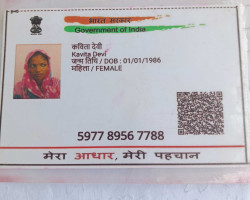 भारत सरकार
Government of India
कविता देवी
Kavita Devi
जन्म तिथि / DOB : 01/01/1986
महिला / FEMALE
5977 8956 7788
मेरा आधार, मेरी पहचान